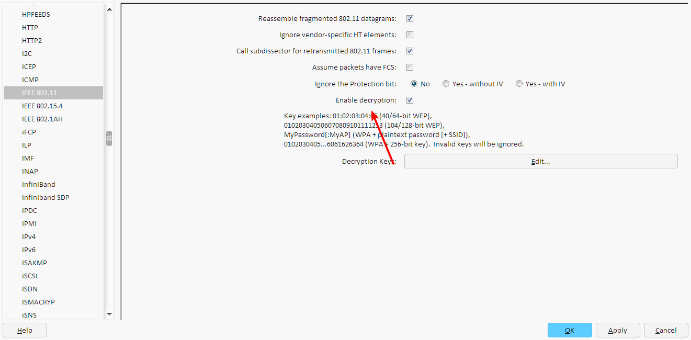 HPFEEDS
HTTP
HTTP2
I2C
ICEP
ICMP
IEEE 802.11
IEEE 802.15.4
IEEE 802.1AH
iFCP
ILP
IMF
INAP
InfiniBand
Infiniband SDP
IPDC
IPMI
IPv4
IPv6
ISAKMP
iSCSI
ISDN
ISMACRYP
iSNS
Reassemble fragmented 802.11 datagrams:
Ignore vendor-specific HT elements:
Call subdissector for retransmitted 802.11 frames:
Assume packets have FCS:
Ignore the Protection bit: No Yes - without IV Yes - with IV
Enable decryption:
Key examples: 01:02:03:04: (40/64-bit WEP),
010203040506070809101111213 (104/128-bit WEP),
MyPassword[:MyAP] (WPA + plaintext password [+ SSID]),
0102030405...6061626364 (WPA + 256-bit key). Invalid keys will be ignored.
Decryption Keys: Edit...
Help OK Apply Cancel